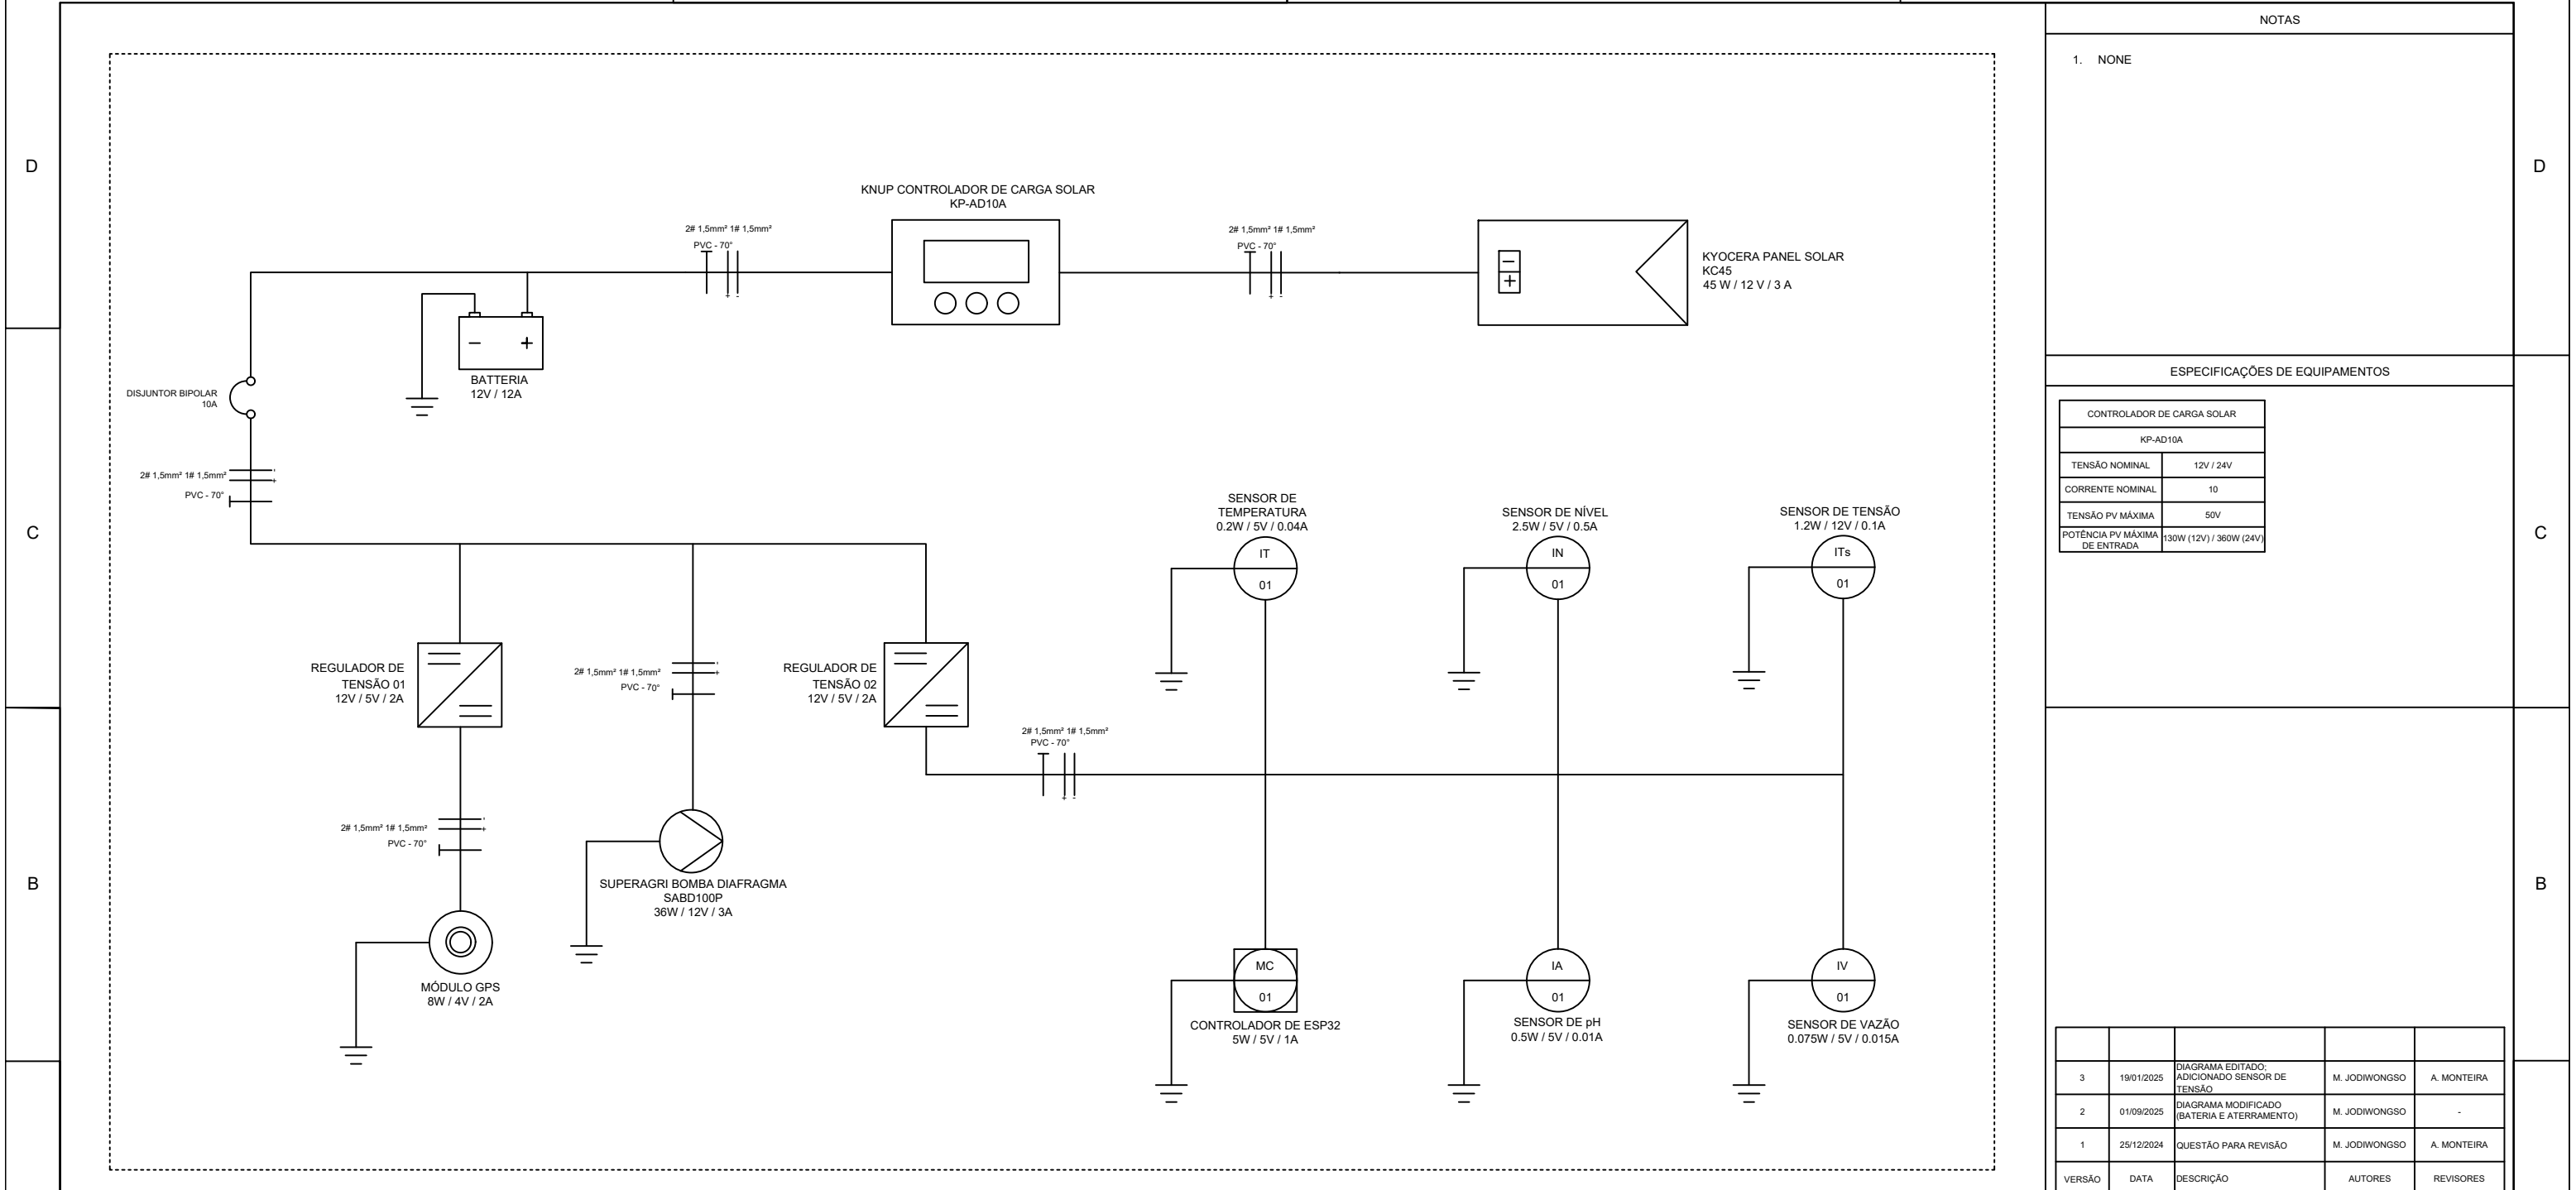 NOTAS
1. NONE
D
D
KNUP CONTROLADOR DE CARGA SOLAR
KP-AD10A
2# 1,5mm² 1# 1,5mm²
PVC - 70°
+ -
2# 1,5mm² 1# 1,5mm²
PVC - 70°
+ -
−
+
KYOCERA PANEL SOLAR
KC45
45 W / 12 V / 3 A
− +
BATTERIA
12V / 12A
DISJUNTOR BIPOLAR
10A
2# 1,5mm² 1# 1,5mm²
PVC - 70°
-
+
ESPECIFICAÇÕES DE EQUIPAMENTOS
CONTROLADOR DE CARGA SOLAR
KP-AD10A
TENSÃO NOMINAL 12V / 24V
CORRENTE NOMINAL 10
TENSÃO PV MÁXIMA 50V
POTÊNCIA PV MÁXIMA
DE ENTRADA
130W (12V) / 360W (24V)
C
C
SENSOR DE
TEMPERATURA
0.2W / 5V / 0.04A
IT
01
SENSOR DE NÍVEL
2.5W / 5V / 0.5A
IN
01
SENSOR DE TENSÃO
1.2W / 12V / 0.1A
ITs
01
REGULADOR DE
TENSÃO 01
12V / 5V / 2A
2# 1,5mm² 1# 1,5mm²
PVC - 70°
-
+
REGULADOR DE
TENSÃO 02
12V / 5V / 2A
2# 1,5mm² 1# 1,5mm²
PVC - 70°
+ -
2# 1,5mm² 1# 1,5mm²
PVC - 70°
-
+
B
B
SUPERAGRI BOMBA DIAFRAGMA
SABD100P
36W / 12V / 3A
MÓDULO GPS
8W / 4V / 2A
MC
01
CONTROLADOR DE ESP32
5W / 5V / 1A
IA
01
SENSOR DE pH
0.5W / 5V / 0.01A
IV
01
SENSOR DE VAZÃO
0.075W / 5V / 0.015A
3 19/01/2025 DIAGRAMA EDITADO;
ADICIONADO SENSOR DE
TENSÃO
M. JODIWONGSO A. MONTEIRA
2 01/09/2025 DIAGRAMA MODIFICADO
(BATERIA E ATERRAMENTO)
M. JODIWONGSO -
1 25/12/2024 QUESTÃO PARA REVISÃO M. JODIWONGSO A. MONTEIRA
VERSÃO DATA DESCRIÇÃO AUTORES REVISORES